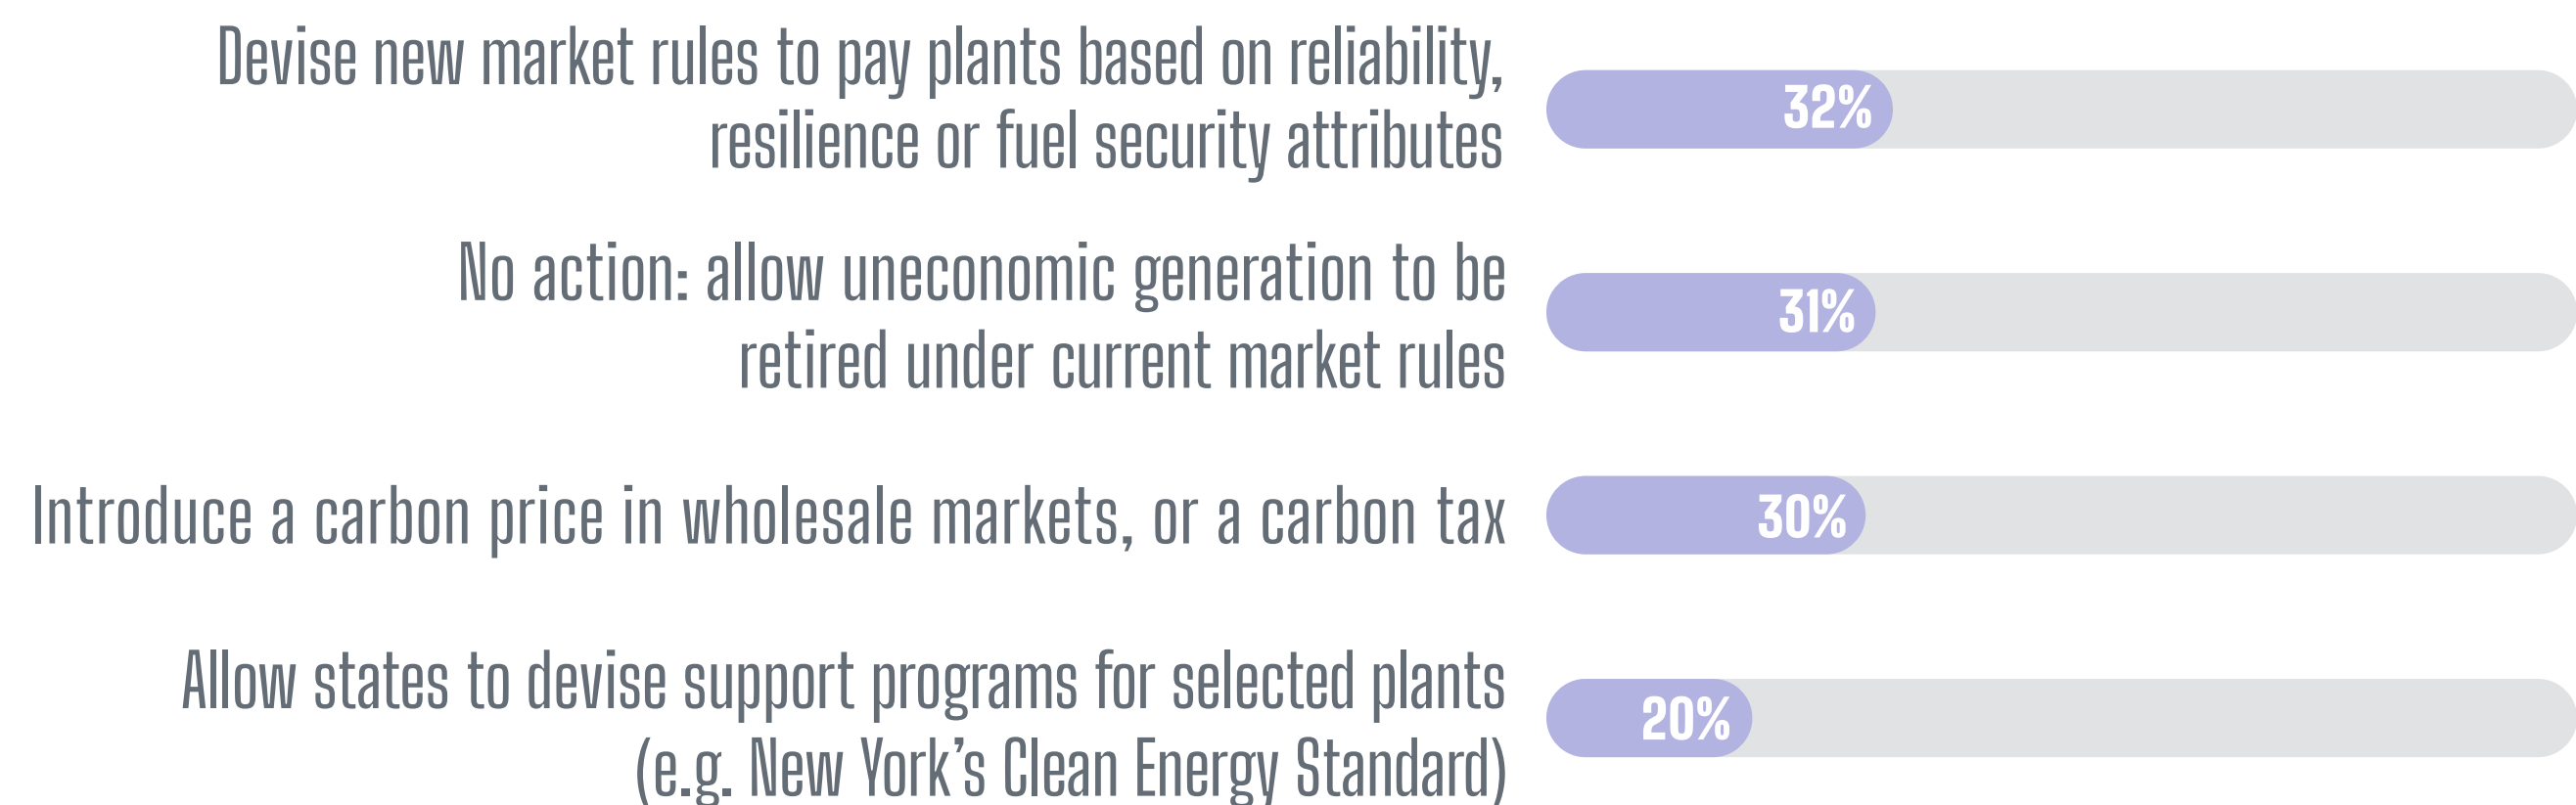 Devise new market rules to pay plants based on reliability,
resilience or fuel security attributes
32%
No action: allow uneconomic generation to be
retired under current market rules
31%
Introduce a carbon price in wholesale markets, or a carbon tax
30%
Allow states to devise support programs for selected plants
(e.g. New York’s Clean Energy Standard)
20%